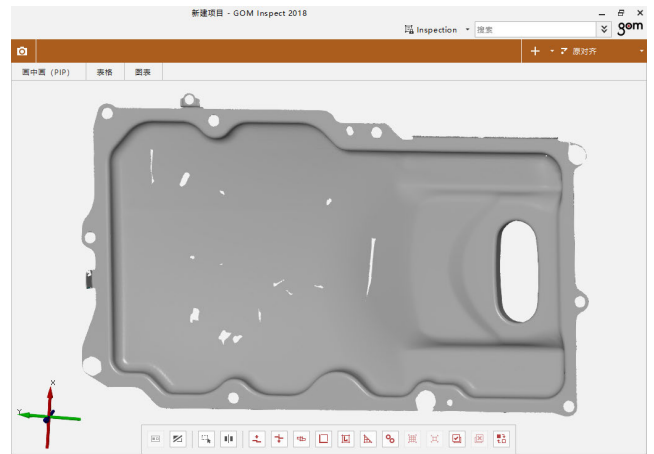 新建项目 - GOM Inspect 2018
Inspection 搜索 gom
原对齐
画中画 (PIP) 表格 图表
X
Y